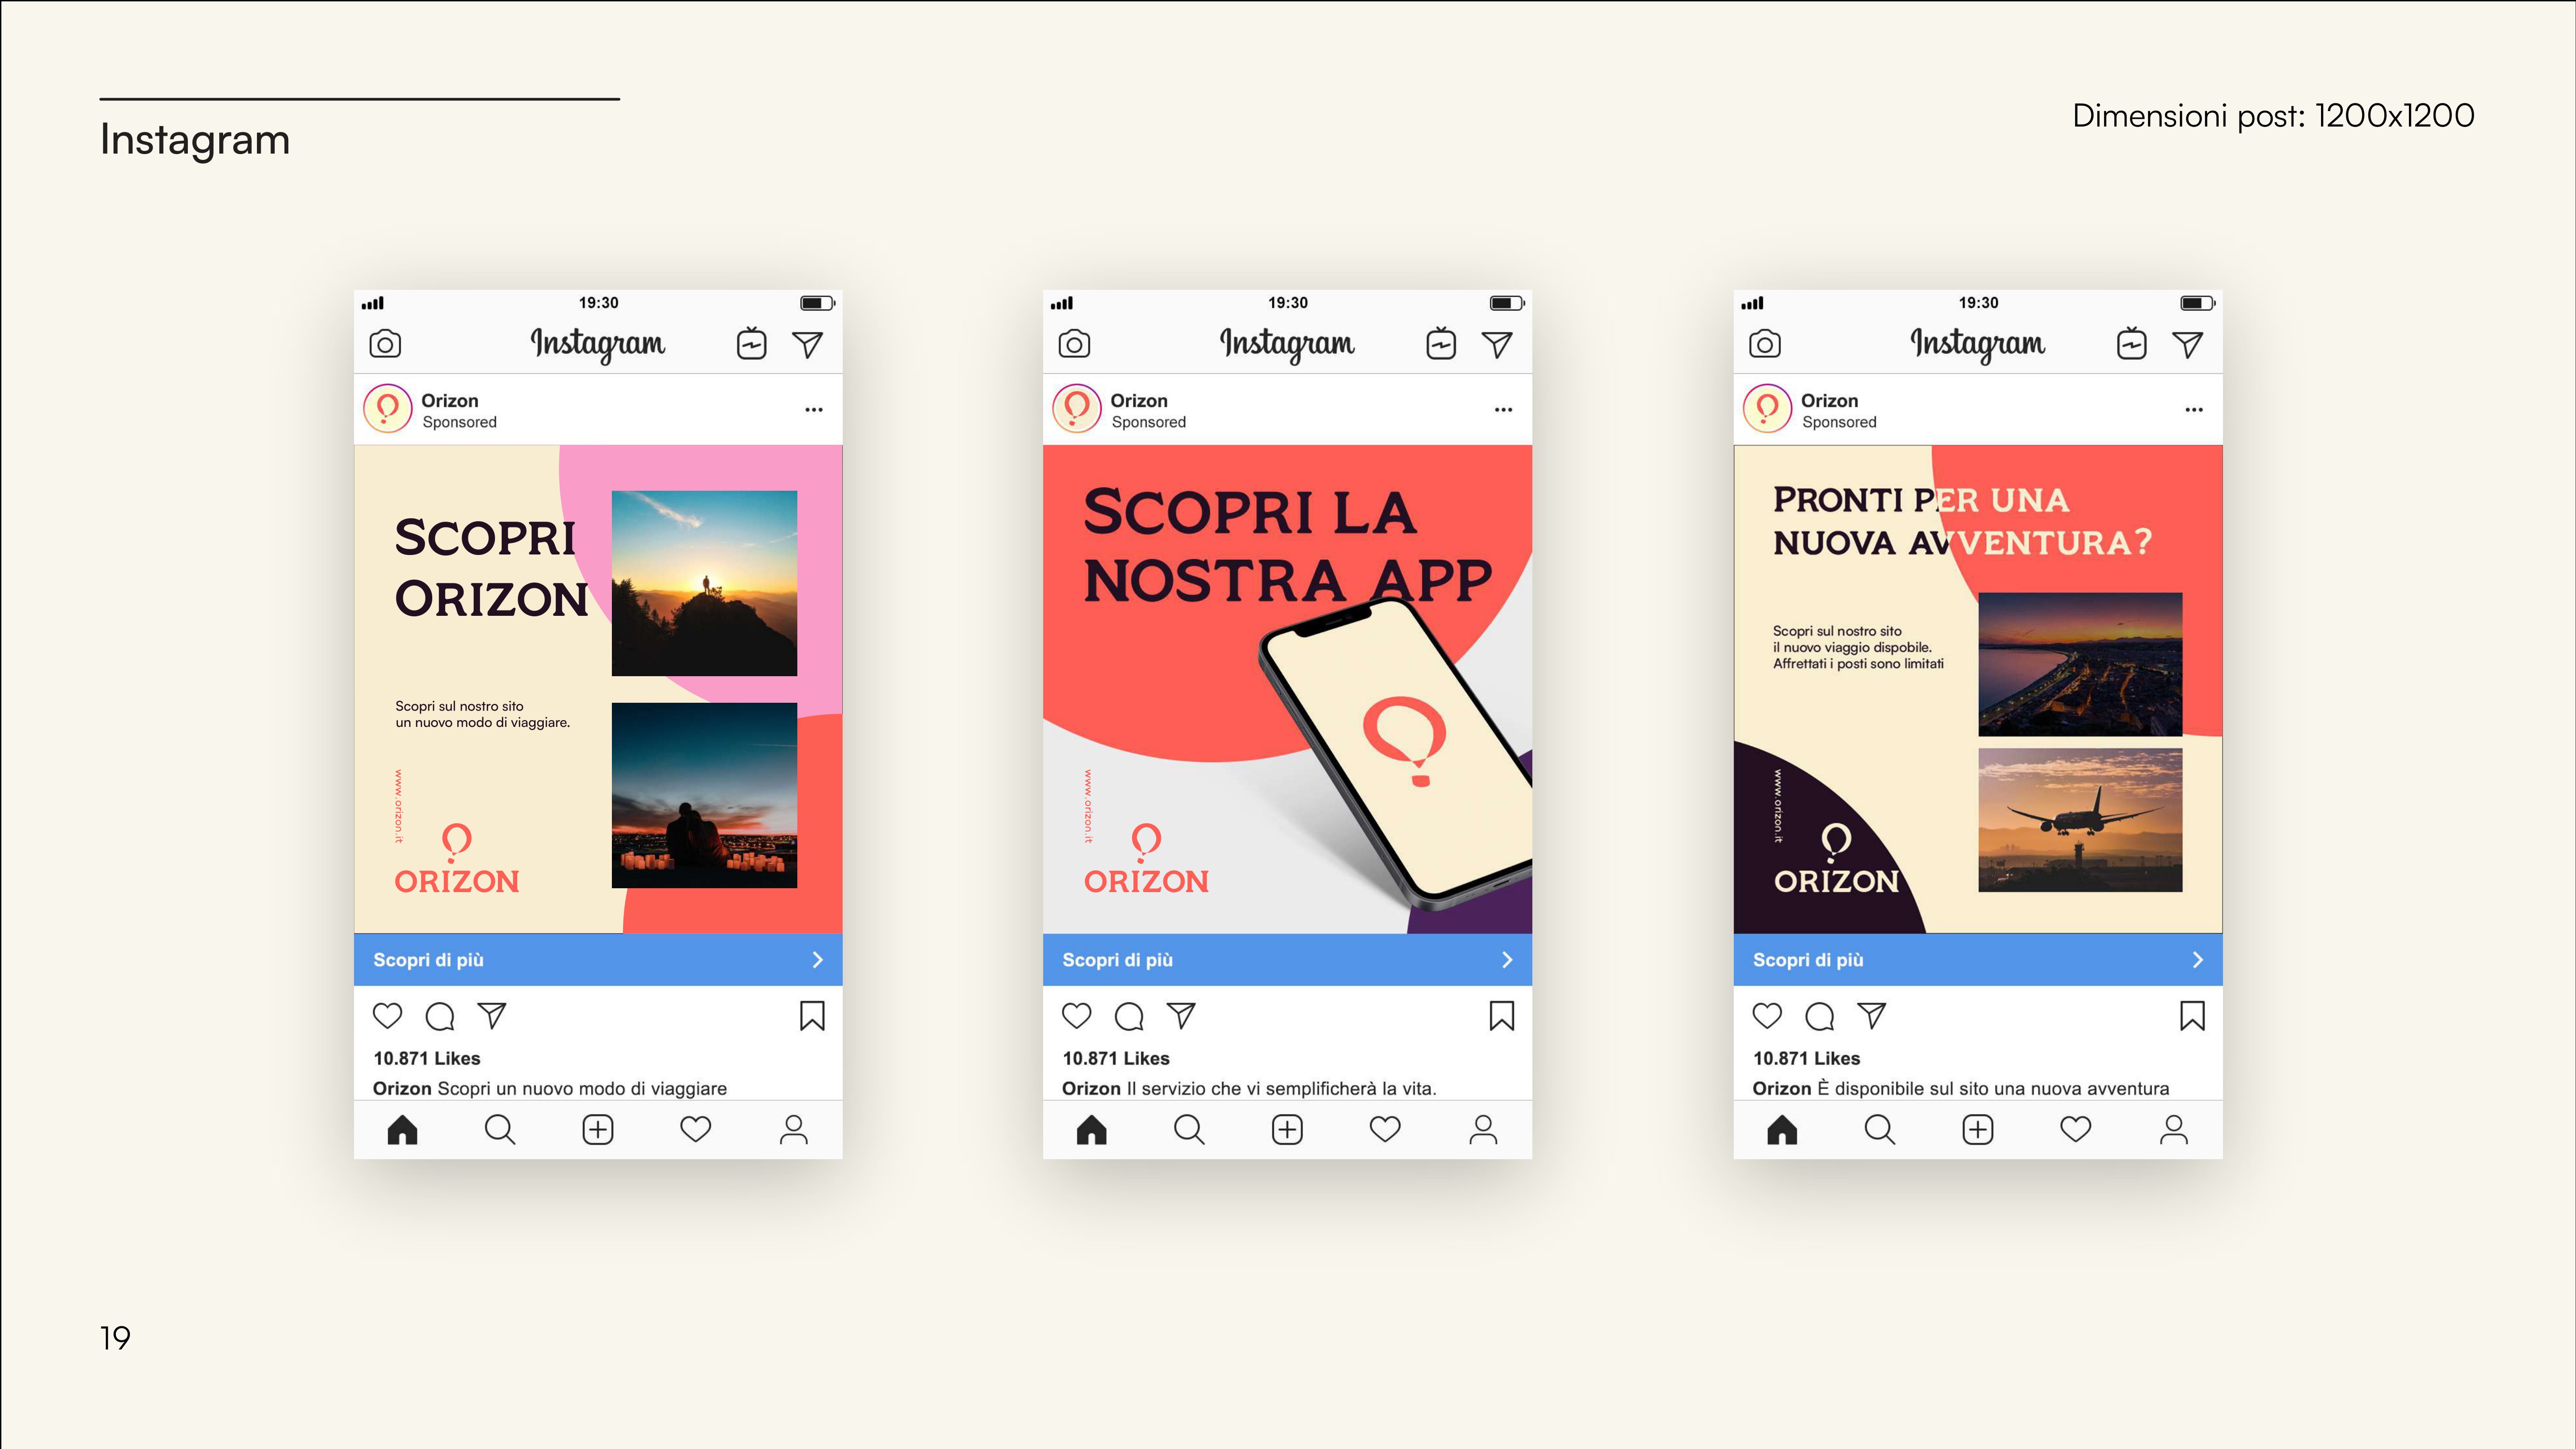 Instagram
Dimensioni post: 1200x1200
19:30
Instagram
Orizon
Sponsored
SCOPRI
ORIZON
Scopri sul nostro sito
un nuovo modo di viaggiare.
www.orizon.it
ORIZON
Scopri di più
10.871 Likes
Orizon Scopri un nuovo modo di viaggiare
19:30
Instagram
Orizon
Sponsored
SCOPRI LA
NOSTRA APP
www.orizon.it
ORIZON
Scopri di più
10.871 Likes
Orizon Il servizio che vi semplificherà la vita.
19:30
Instagram
Orizon
Sponsored
PRONTI PER UNA
NUOVA AVVENTURA?
Scopri sul nostro sito
il nuovo viaggio dispobile.
Affrettati i posti sono limitati
www.orizon.it
ORIZON
Scopri di più
10.871 Likes
Orizon È disponibile sul sito una nuova avventura
19